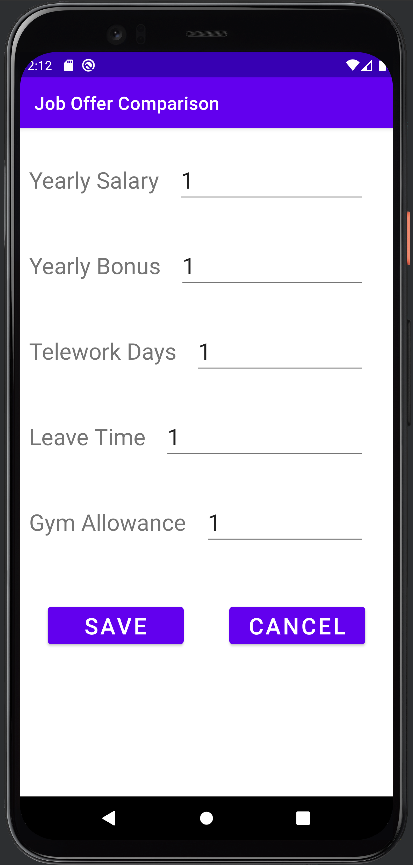 2:12
Job Offer Comparison
Yearly Salary 1
Yearly Bonus 1
Telework Days 1
Leave Time 1
Gym Allowance 1
SAVE CANCEL